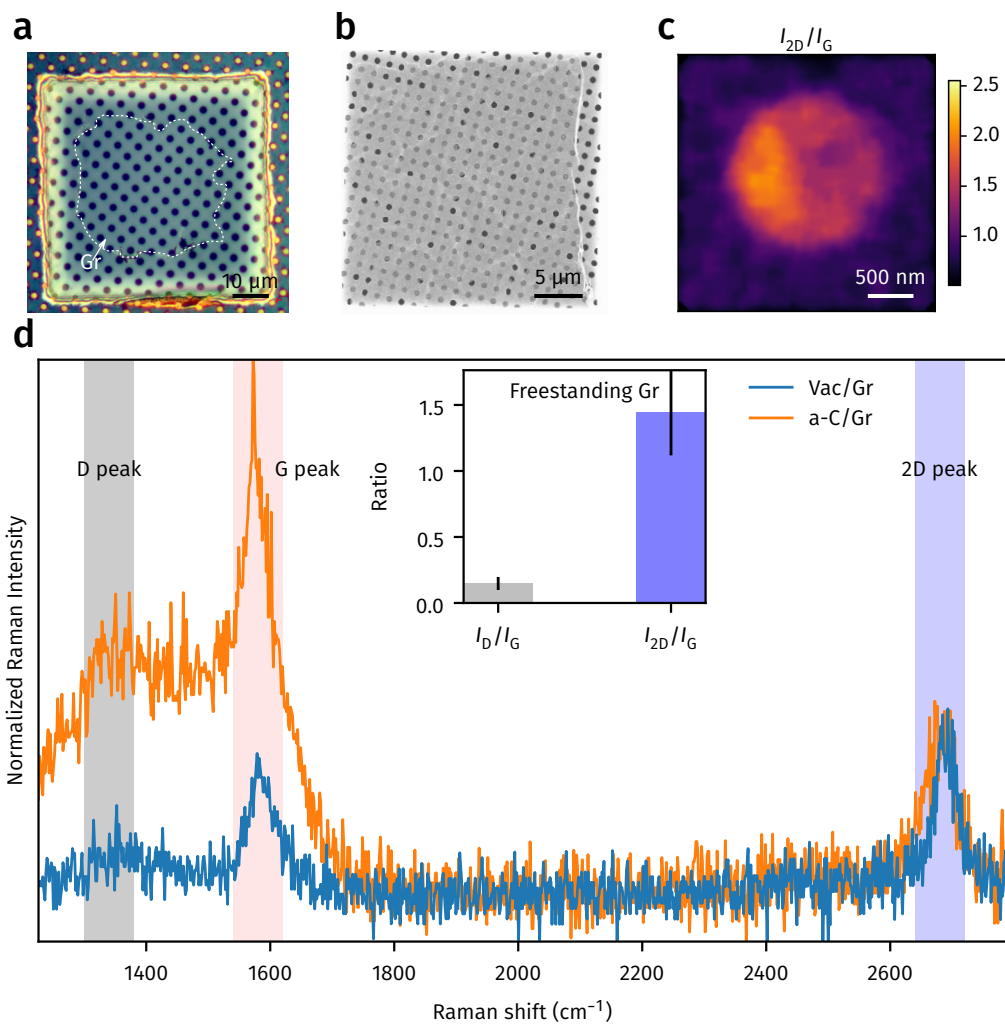 a
Gr
10 µm
b
5 µm
c
I2D/IG
500 nm
2.5
2.0
1.5
1.0
d
Normalized Raman Intensity
D peak
G peak
2D peak
Vac/Gr
a-C/Gr
Freestanding Gr
Ratio
1.5
1.0
0.5
0.0
ID/IG
I2D/IG
1400
1600
1800
2000
2200
2400
2600
Raman shift (cm⁻¹)